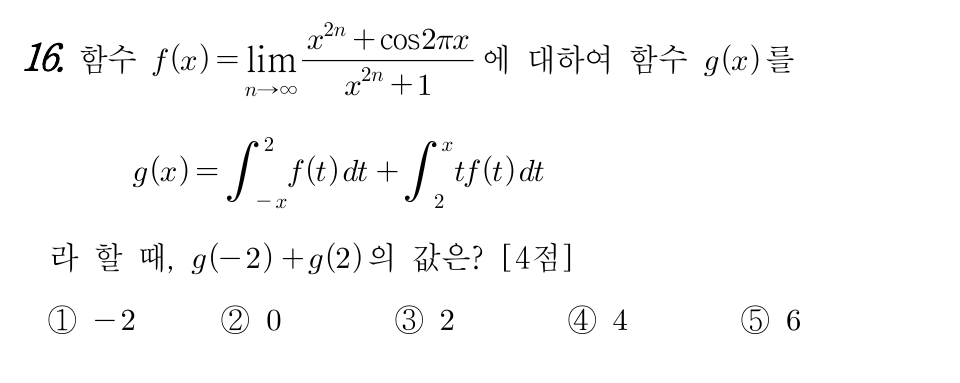 16. 함수 f(x)=lim_{n→∞} \frac{x^{2n}+cos2πx}{x^{2n}+1} 에 대하여 함수 g(x)를
g(x)=∫_{-x}^{2} f(t)dt+∫_{2}^{x} tf(t)dt
라 할 때, g(-2)+g(2)의 값은? [4점]
① -2 ② 0 ③ 2 ④ 4 ⑤ 6